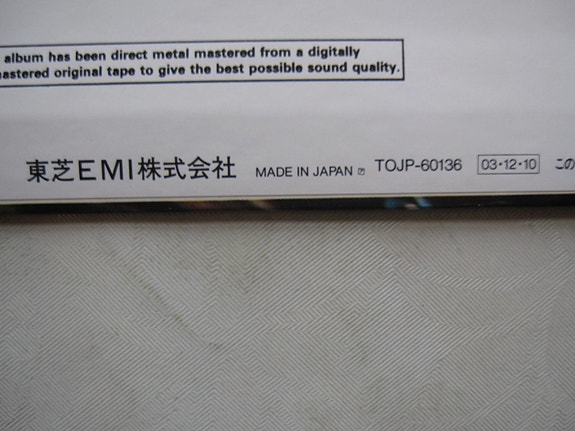 album has been direct metal mastered from a digitally
mastered original tape to give the best possible sound quality.
東芝EMI株式会社 MADE IN JAPAN TOJP-60136 03・12・10 この